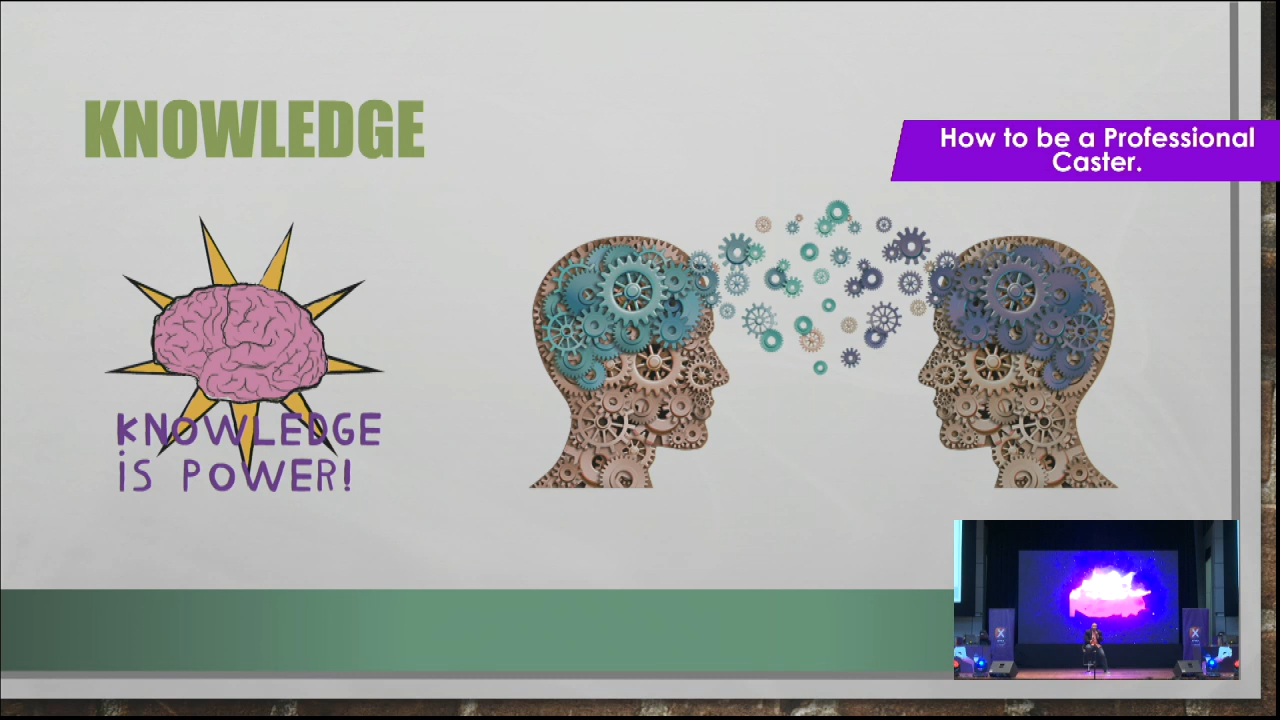 KNOWLEDGE
How to be a Professional
Caster.
KNOWLEDGE
iS POWER!